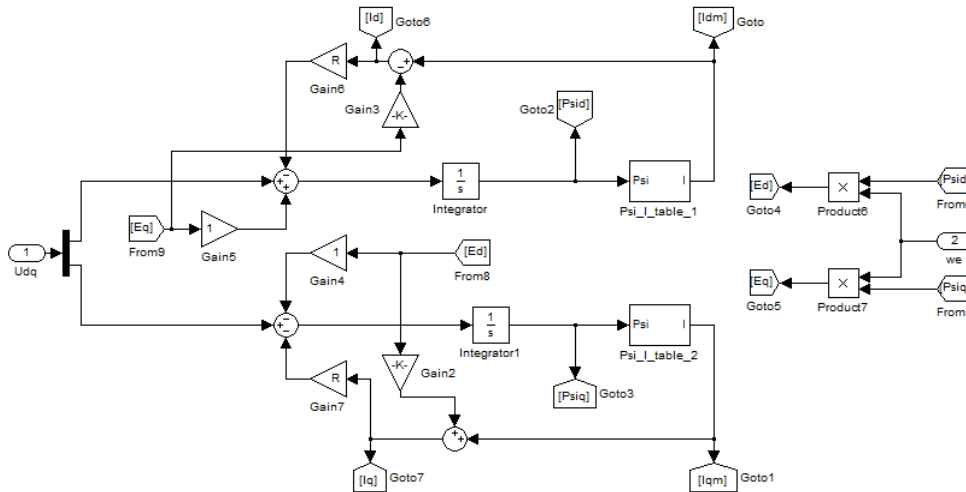 [Id]
Goto6
[Idm]
Goto
R
Gain6
Gain3
-K-
Goto2
[Psid]
1
s
Integrator
Psi
I
Psi_I_table_1
[Ed]
Goto4
×
Product6
[Psid
[Eq]
From9
1
Gain5
1
Udq
1
Gain4
[Ed]
From8
2
we
[Eq]
Goto5
×
Product7
[Psiq
1
s
Integrator1
Psi
I
Psi_I_table_2
-K-
Gain2
R
Gain7
[Psiq]
Goto3
[Iq]
Goto7
[Iqm]
Goto1